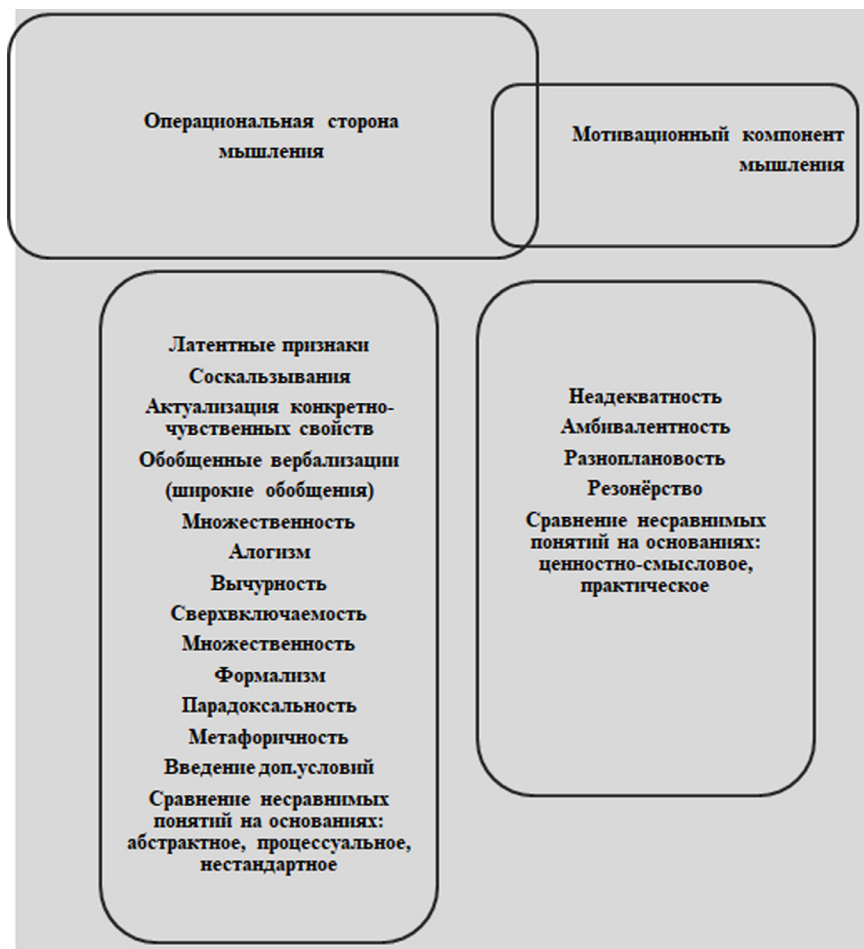 Операциональная сторона
мышления
Мотивационный компонент
мышления
Латентные признаки
Соскальзывания
Актуализация конкретно-
чувственных свойств
Обобщенные вербализации
(широкие обобщения)
Множественность
Алогизм
Вычурность
Сверхвключаемость
Множественность
Формализм
Парадоксальность
Метафоричность
Введение доп.условий
Сравнение несравнимых
понятий на основаниях:
абстрактное, процессуальное,
нестандартное
Неадекватность
Амбивалентность
Разноплановость
Резонёрство
Сравнение несравнимых
понятий на основаниях:
ценностно-смысловое,
практическое